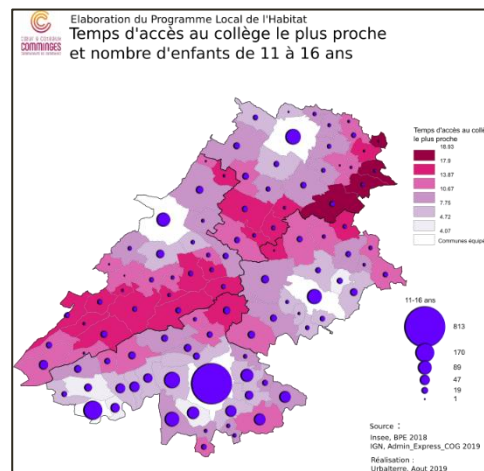 Elaboration du Programme Local de l'Habitat
Temps d'accès au collège le plus proche
et nombre d'enfants de 11 à 16 ans
COMMINGES
Temps d'accès au collè
le plus proche
18.93
17.9
13.87
10.67
7.75
4.72
4.07
Communes équipé
11-16 ans
813
170
89
47
19
1
Source :
Insee, BPE 2018
IGN, Admin_Express_COG 2019
Réalisation :
Urbalterre, Aout 2019